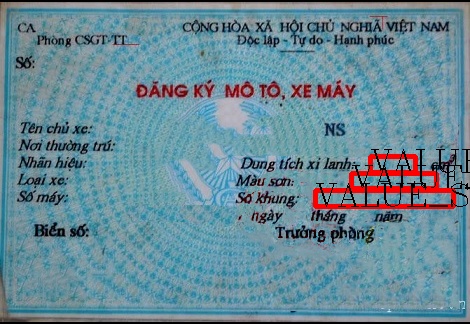 CA
Phòng CSGT-TT
CỘNG HÒA XÃ HỘI CHỦ NGHĨA VIỆT NAM
Độc lập - Tự do - Hạnh phúc
Số:
ĐĂNG KÝ MÔ TÔ, XE MÁY
Tên chủ xe:
NS
Nơi thường trú:
Nhãn hiệu:
Dung tích xi lanh: VALUE
Loại xe:
Màu sơn: VALUE
Số máy:
Số khung: VALUE_S
, ngày tháng năm
Biển số:
Trưởng phòng